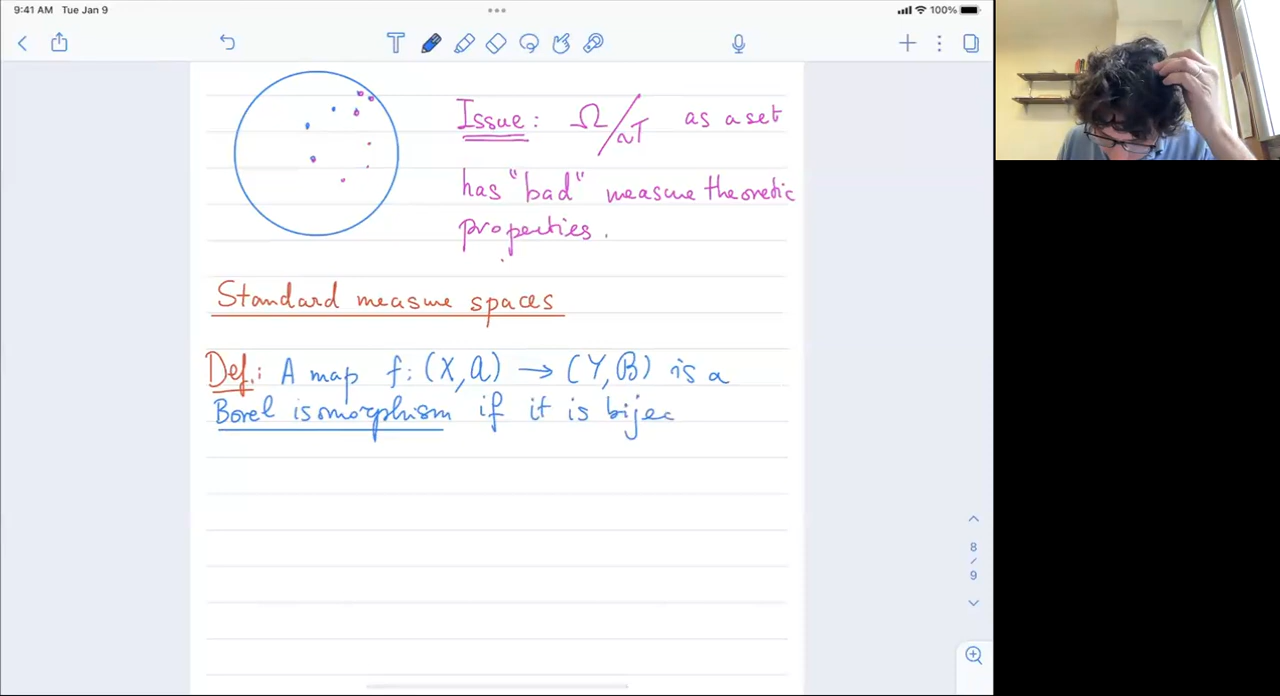 9:41 AM Tue Jan 9
100%
Issue: Ω/~T as a set
has "bad" measure theoretic
properties.
Standard measure spaces
Def.: A map f: (X, a) → (Y, B) is a
Borel isomorphism if it is bijec
8
/
9